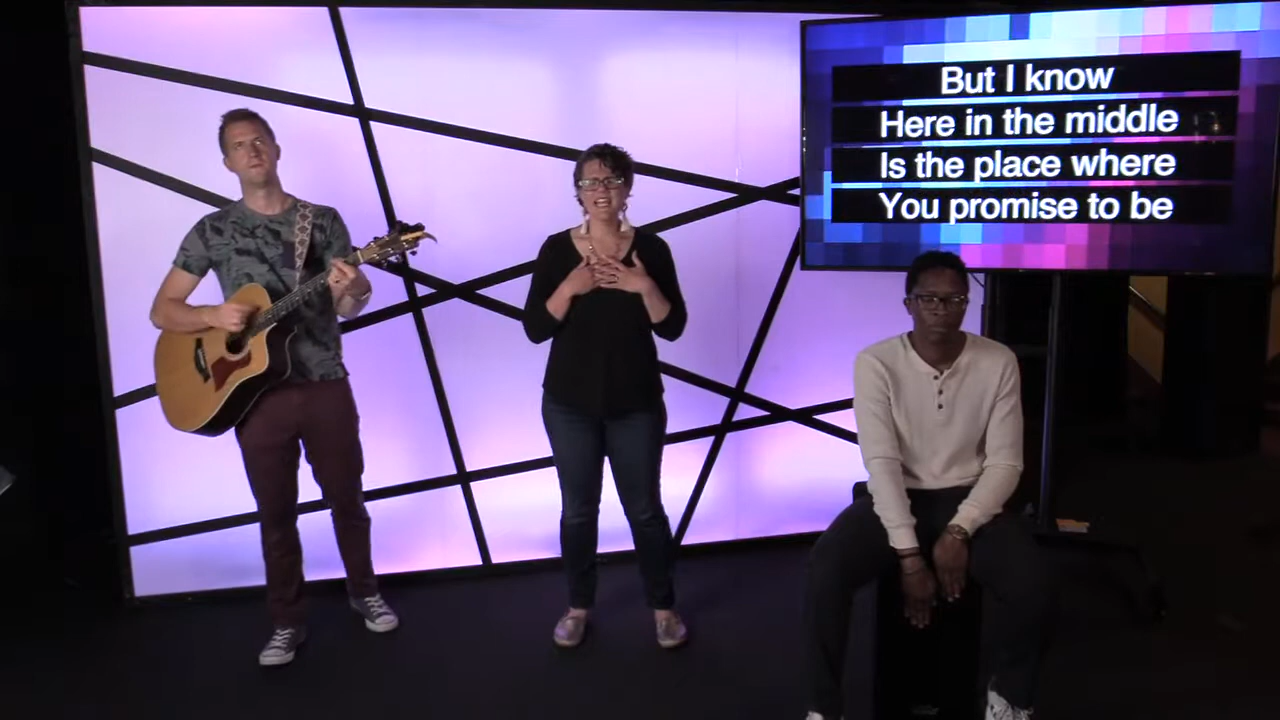 But I know
Here in the middle
Is the place where
You promise to be